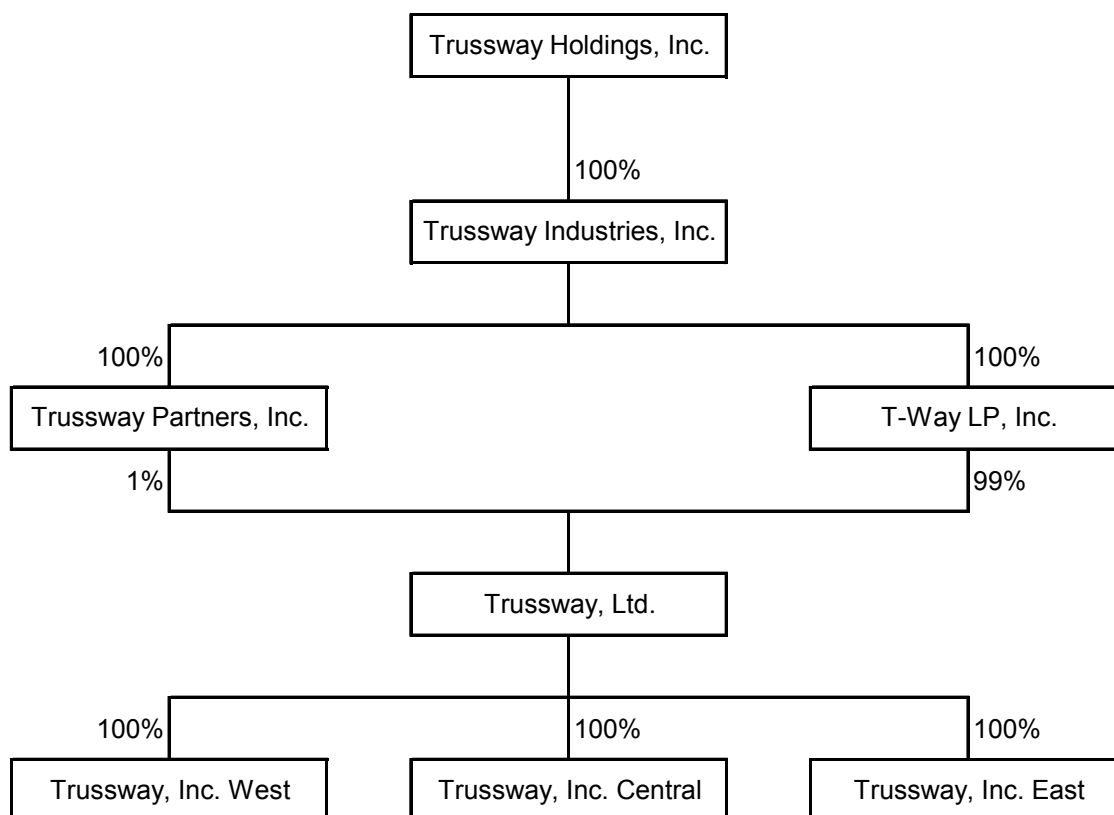 Trussway Holdings, Inc.
100%
Trussway Industries, Inc.
100%
100%
Trussway Partners, Inc.
T-Way LP, Inc.
1%
99%
Trussway, Ltd.
100%
100%
100%
Trussway, Inc. West
Trussway, Inc. Central
Trussway, Inc. East